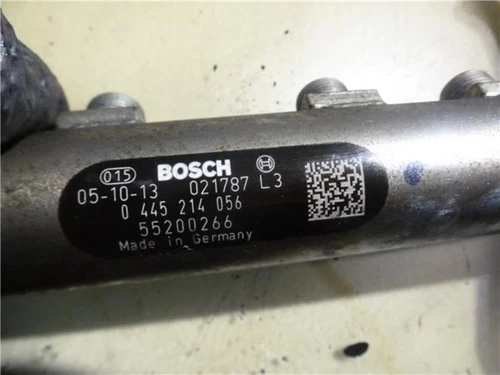 015 BOSCH
05-10-13 021787 L3
0 445 214 056
55200266
Made in Germany